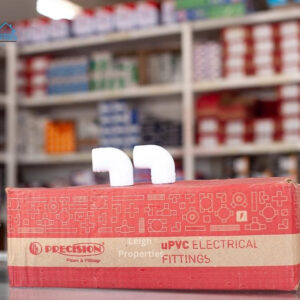 PRECISION
Pipes & Fittings
uPVC ELECTRICAL
FITTINGS
Leigh
Properties